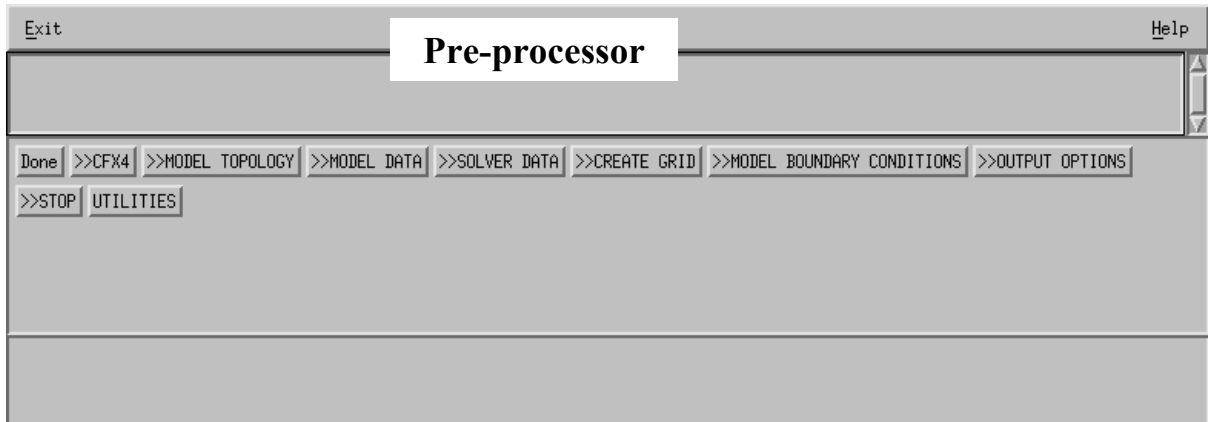 Exit Help
Pre-processor
Done >>CFX4 >>MODEL TOPOLOGY >>MODEL DATA >>SOLVER DATA >>CREATE GRID >>MODEL BOUNDARY CONDITIONS >>OUTPUT OPTIONS
>>STOP UTILITIES